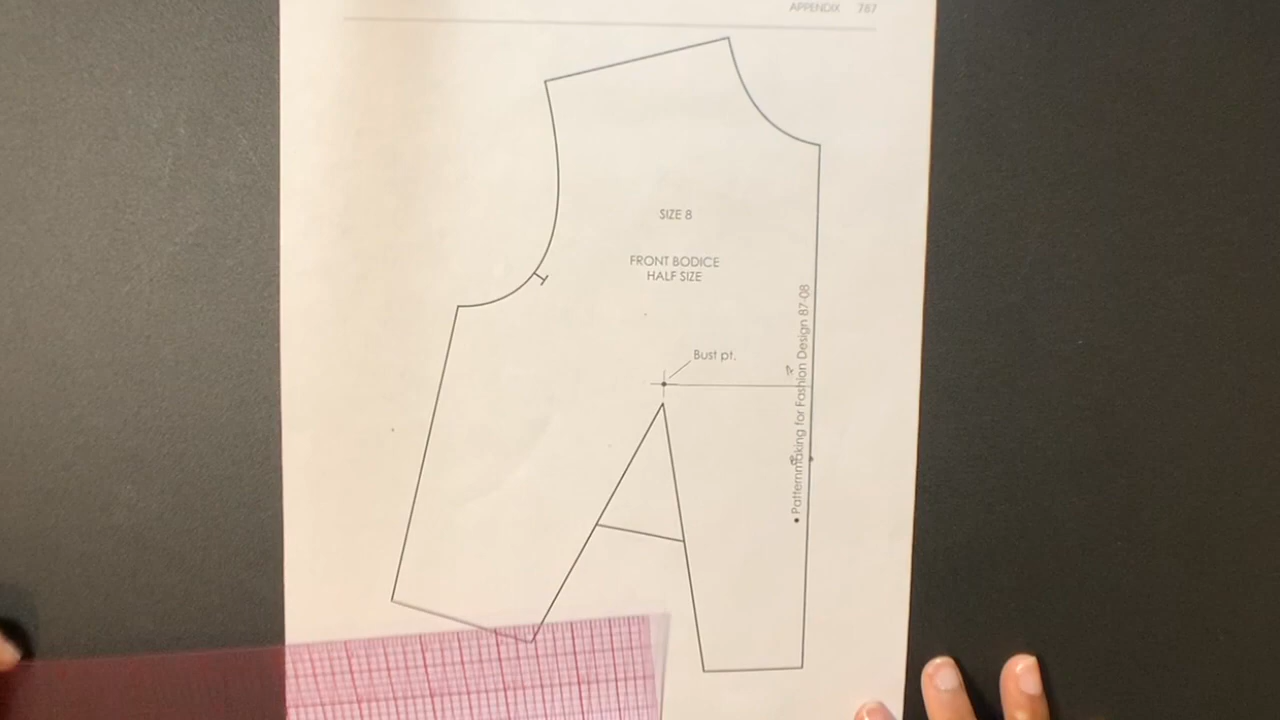 APPENDIX 787
SIZE 8
FRONT BODICE
HALF SIZE
Bust pt.
• Patternmaking for Fashion Design 87-08